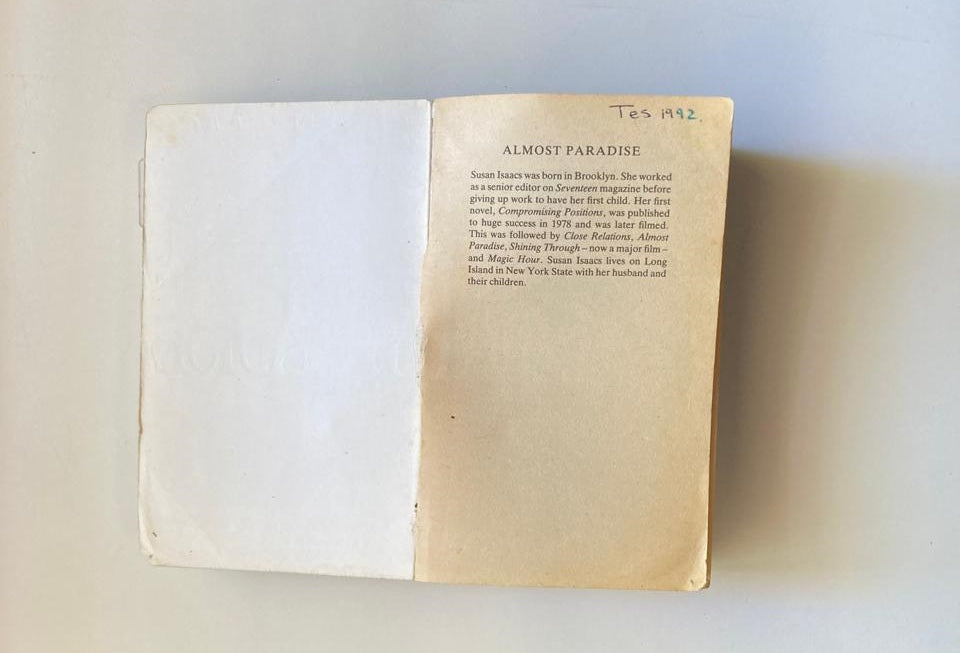 Tes 1992.
ALMOST PARADISE
Susan Isaacs was born in Brooklyn. She worked
as a senior editor on Seventeen magazine before
giving up work to have her first child. Her first
novel, Compromising Positions, was published
to huge success in 1978 and was later filmed.
This was followed by Close Relations, Almost
Paradise, Shining Through – now a major film –
and Magic Hour. Susan Isaacs lives on Long
Island in New York State with her husband and
their children.